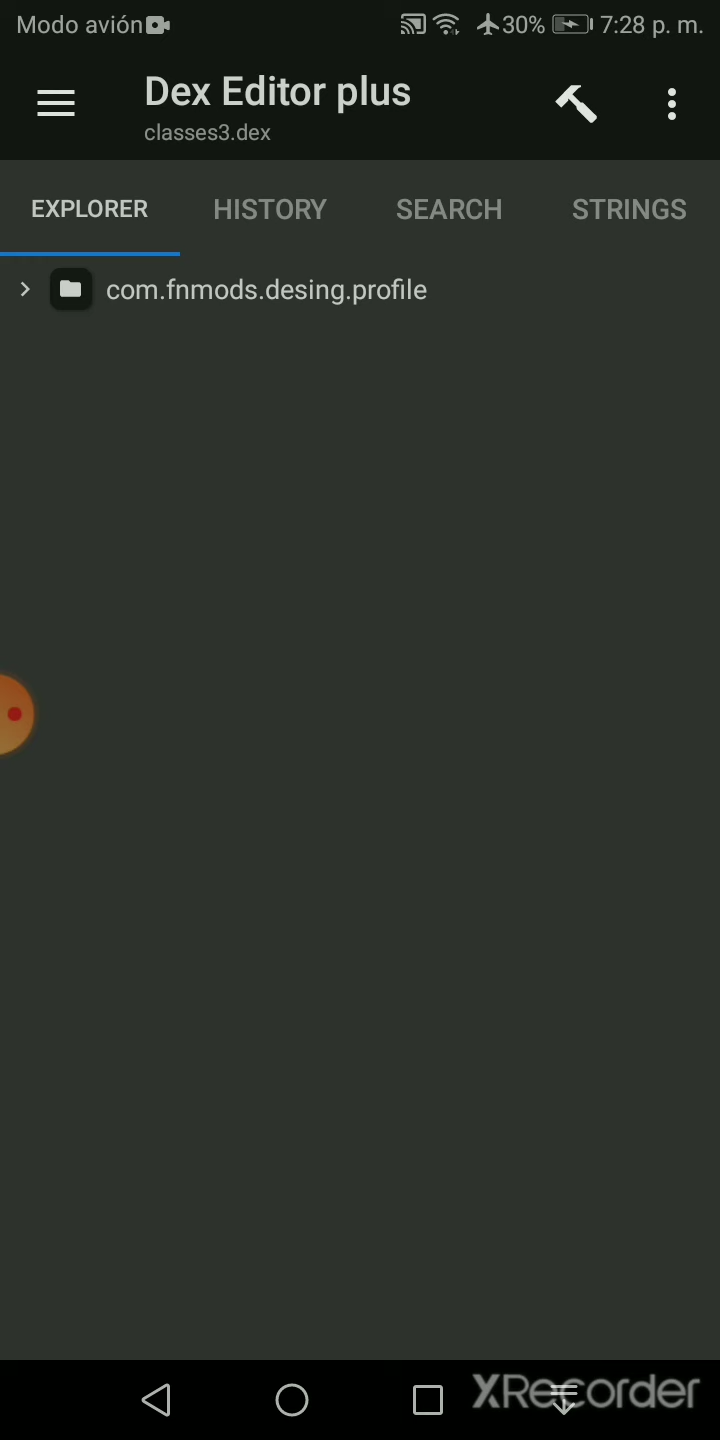 Modo avión 30% 7:28 p. m.
Dex Editor plus
classes3.dex
EXPLORER HISTORY SEARCH STRINGS
com.fnmods.desing.profile
XRecorder